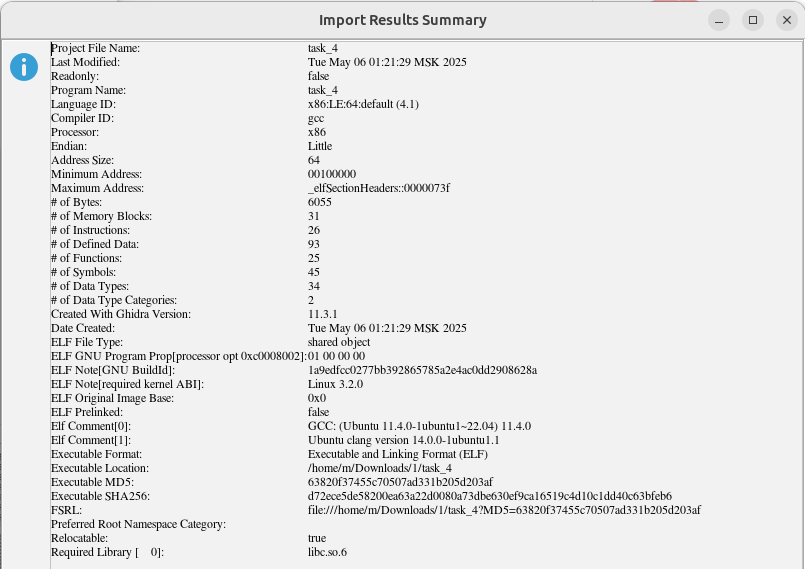 Import Results Summary
Project File Name: task_4
Last Modified: Tue May 06 01:21:29 MSK 2025
Readonly: false
Program Name: task_4
Language ID: x86:LE:64:default (4.1)
Compiler ID: gcc
Processor: x86
Endian: Little
Address Size: 64
Minimum Address: 00100000
Maximum Address: _elfSectionHeaders::0000073f
# of Bytes: 6055
# of Memory Blocks: 31
# of Instructions: 26
# of Defined Data: 93
# of Functions: 25
# of Symbols: 45
# of Data Types: 34
# of Data Type Categories: 2
Created With Ghidra Version: 11.3.1
Date Created: Tue May 06 01:21:29 MSK 2025
ELF File Type: shared object
ELF GNU Program Prop[processor opt 0xc0008002]: 01 00 00 00
ELF Note[GNU BuildId]: 1a9edfcc0277bb392865785a2e4ac0dd2908628a
ELF Note[required kernel ABI]: Linux 3.2.0
ELF Original Image Base: 0x0
ELF Prelinked: false
Elf Comment[0]: GCC: (Ubuntu 11.4.0-1ubuntu1~22.04) 11.4.0
Elf Comment[1]: Ubuntu clang version 14.0.0-1ubuntu1.1
Executable Format: Executable and Linking Format (ELF)
Executable Location: /home/m/Downloads/1/task_4
Executable MD5: 63820f37455c70507ad331b205d203af
Executable SHA256: d72ece5de58200ea63a22d0080a73dbe630ef9ca16519c4d10c1dd40c63bfeb6
FSRL: file:///home/m/Downloads/1/task_4?MD5=63820f37455c70507ad331b205d203af
Preferred Root Namespace Category:
Relocatable: true
Required Library [ 0]: libc.so.6